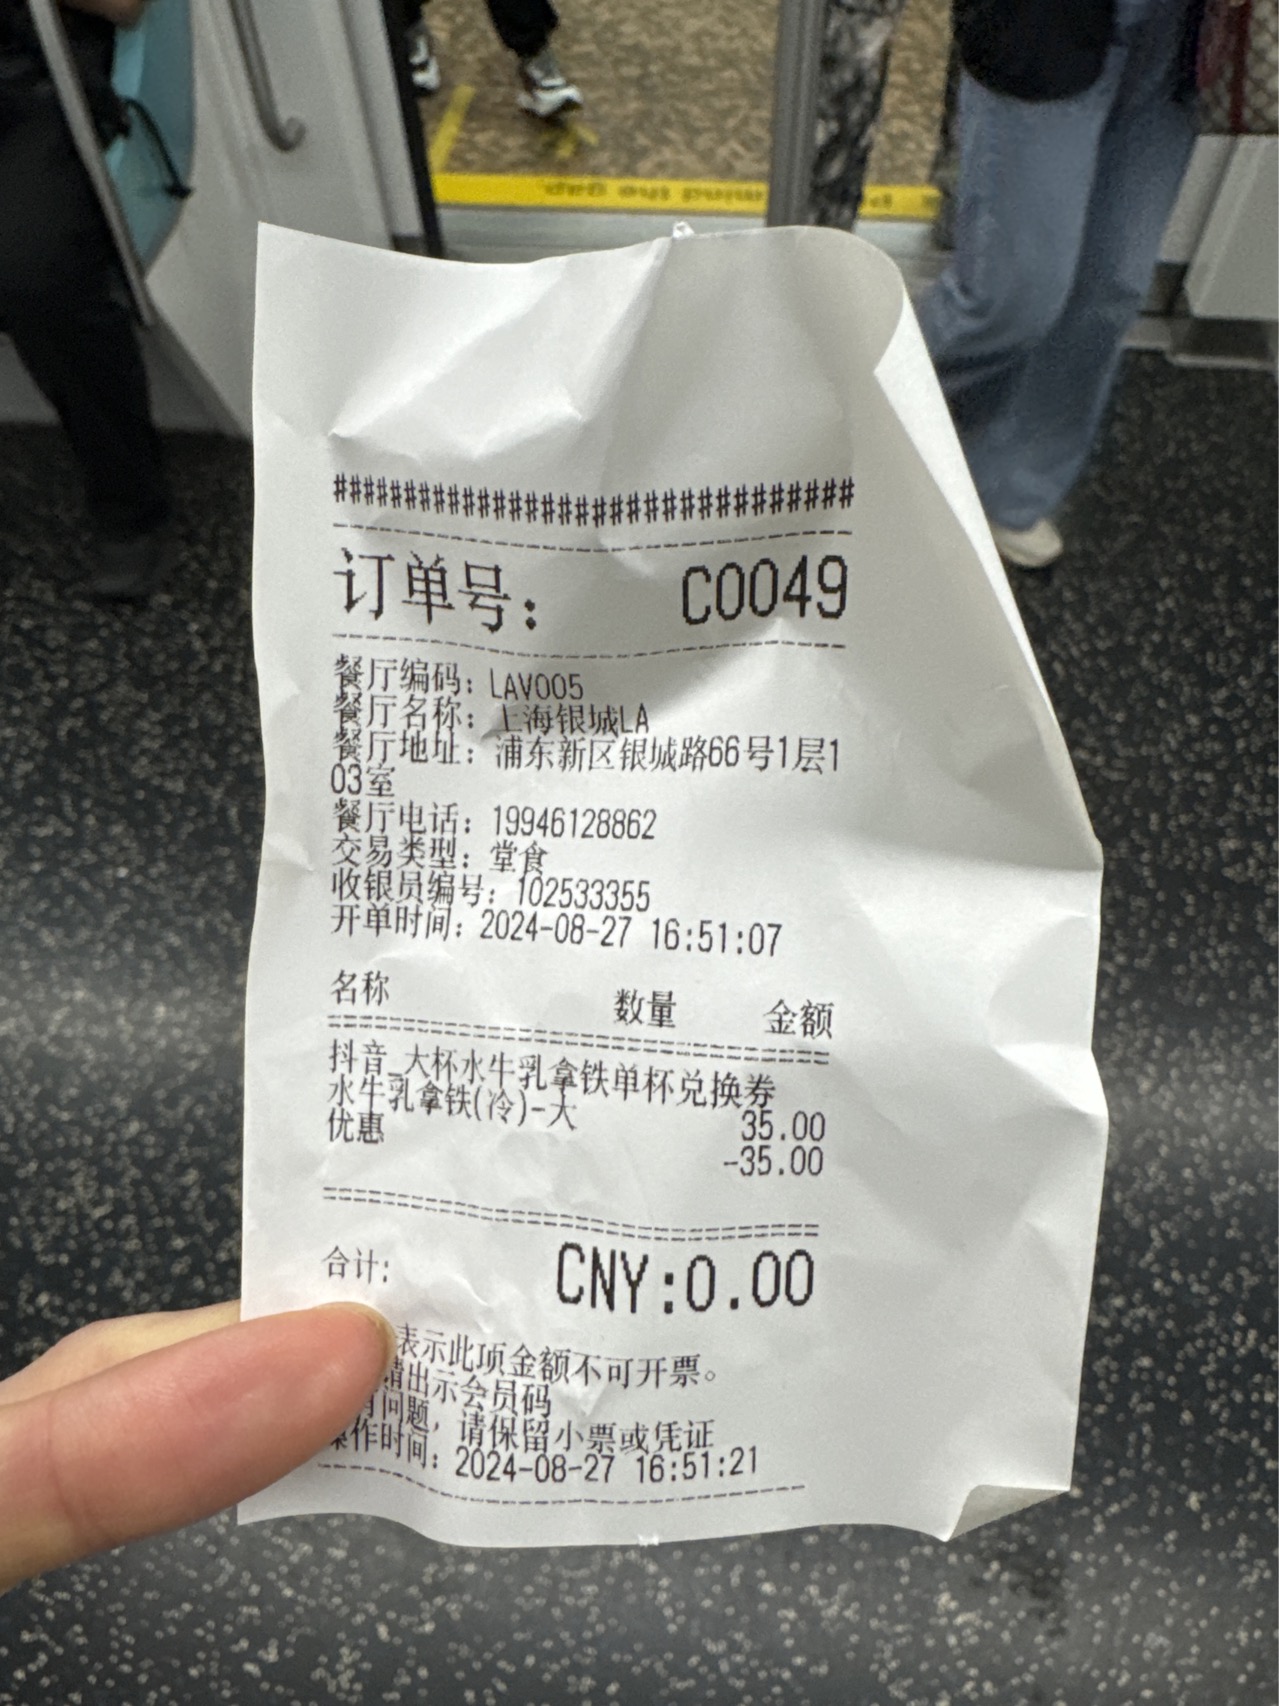 mind the gap
##################################
订单号： C0049
餐厅编码：LAV005
餐厅名称：上海银城LA
餐厅地址：浦东新区银城路66号1层1
03室
餐厅电话：19946128862
交易类型：堂食
收银员编号：102533355
开单时间：2024-08-27 16:51:07
名称 数量 金额
抖音_大杯水牛乳拿铁单杯兑换券
水牛乳拿铁(冷)-大 35.00
优惠 -35.00
合计: CNY:0.00
表示此项金额不可开票。
请出示会员码
有问题，请保留小票或凭证
操作时间：2024-08-27 16:51:21